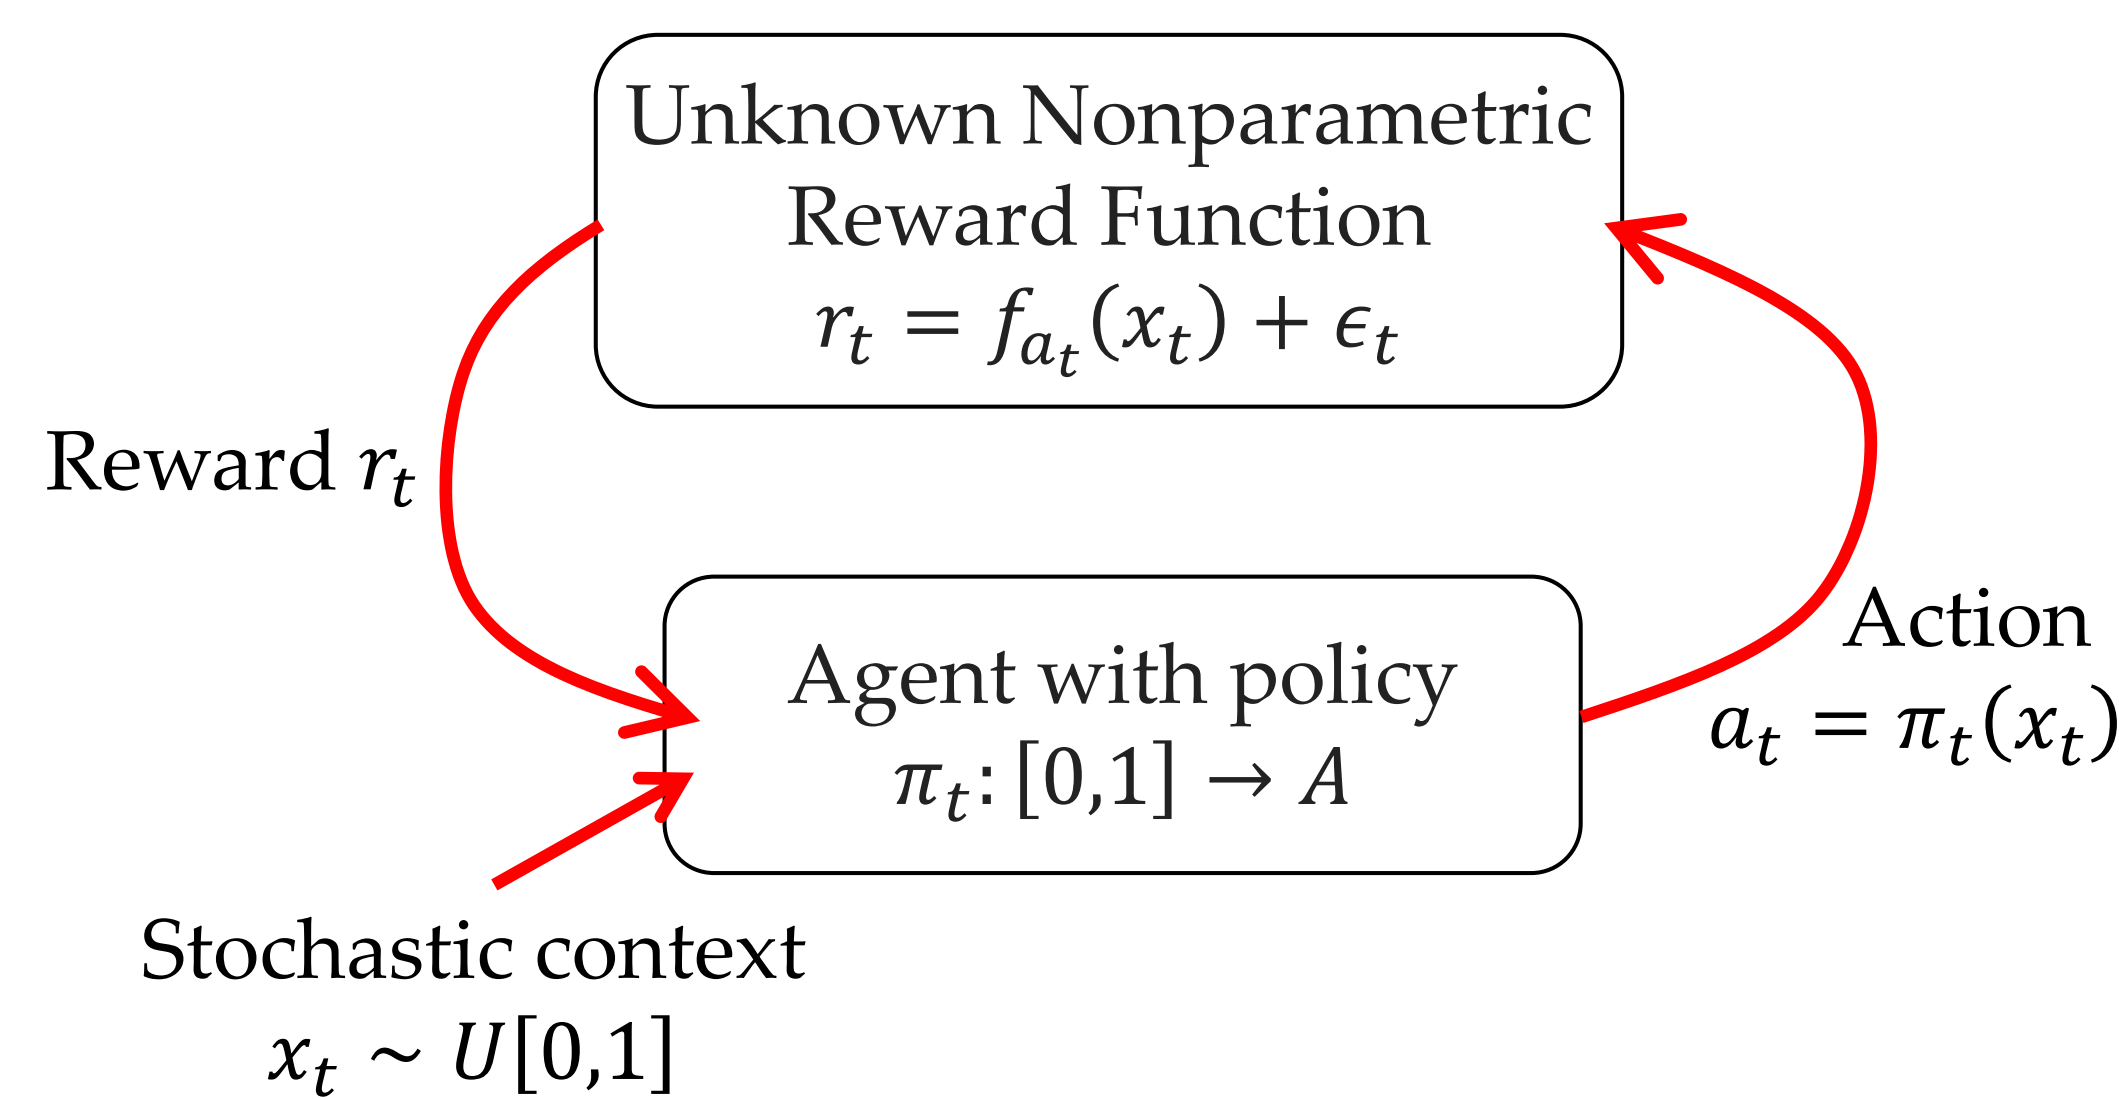 Unknown Nonparametric
Reward Function
r_t = f_{a_t}(x_t) + ϵ_t
Reward r_t
Agent with policy
π_t: [0,1] → A
Action
a_t = π_t(x_t)
Stochastic context
x_t ~ U[0,1]